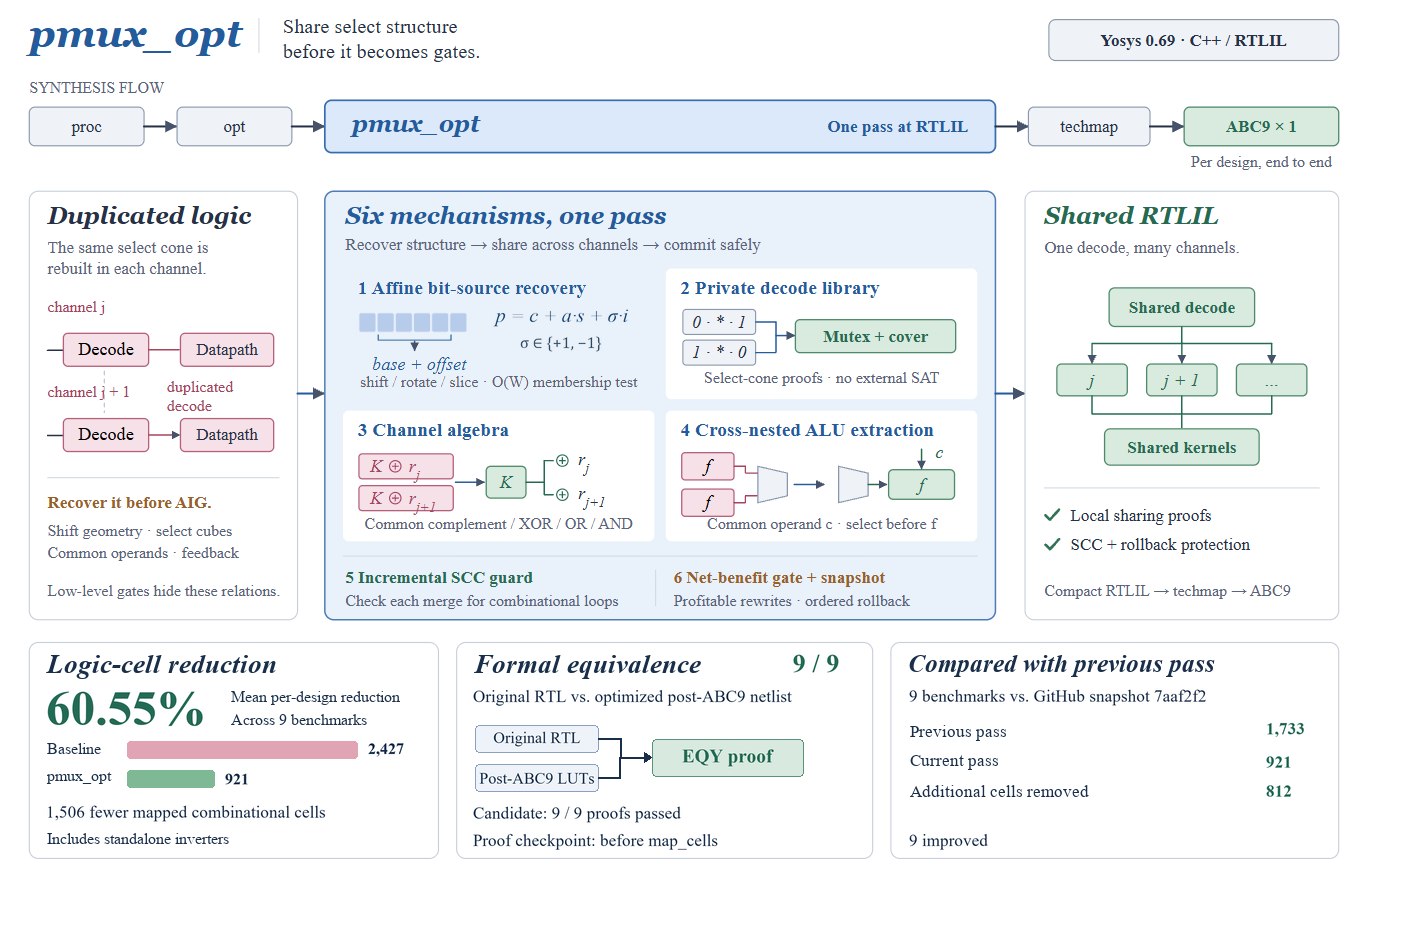 pmux_opt
Share select structure
before it becomes gates.
Yosys 0.69 · C++ / RTLIL
SYNTHESIS FLOW
proc
opt
pmux_opt
One pass at RTLIL
techmap
ABC9 × 1
Per design, end to end
Duplicated logic
The same select cone is
rebuilt in each channel.
channel j
Decode
Datapath
channel j + 1
duplicated
decode
Decode
Datapath
Recover it before AIG.
Shift geometry · select cubes
Common operands · feedback
Low-level gates hide these relations.
Six mechanisms, one pass
Recover structure → share across channels → commit safely
1 Affine bit-source recovery
p = c + a·s + σ·i
σ ∈ {+1, −1}
base + offset
shift / rotate / slice · O(W) membership test
2 Private decode library
0 · * · 1
1 · * · 0
Mutex + cover
Select-cone proofs · no external SAT
3 Channel algebra
K ⊕ r_j
K ⊕ r_{j+1}
K
⊕ r_j
⊕ r_{j+1}
Common complement / XOR / OR / AND
4 Cross-nested ALU extraction
f
f
c
f
Common operand c · select before f
5 Incremental SCC guard
Check each merge for combinational loops
6 Net-benefit gate + snapshot
Profitable rewrites · ordered rollback
Shared RTLIL
One decode, many channels.
Shared decode
j
j + 1
...
Shared kernels
✓ Local sharing proofs
✓ SCC + rollback protection
Compact RTLIL → techmap → ABC9
Logic-cell reduction
60.55%
Mean per-design reduction
Across 9 benchmarks
Baseline
2,427
pmux_opt
921
1,506 fewer mapped combinational cells
Includes standalone inverters
Formal equivalence
9 / 9
Original RTL vs. optimized post-ABC9 netlist
Original RTL
Post-ABC9 LUTs
EQY proof
Candidate: 9 / 9 proofs passed
Proof checkpoint: before map_cells
Compared with previous pass
9 benchmarks vs. GitHub snapshot 7aaf2f2
Previous pass 1,733
Current pass 921
Additional cells removed 812
9 improved